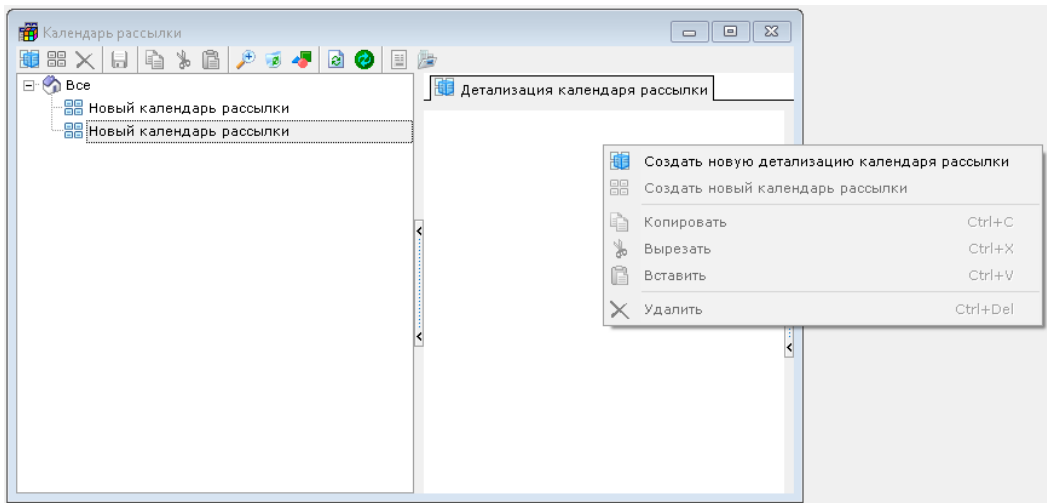 Календарь рассылки
Все
Новый календарь рассылки
Новый календарь рассылки
Детализация календаря рассылки
Создать новую детализацию календаря рассылки
Создать новый календарь рассылки
Копировать Ctrl+C
Вырезать Ctrl+X
Вставить Ctrl+V
Удалить Ctrl+Del